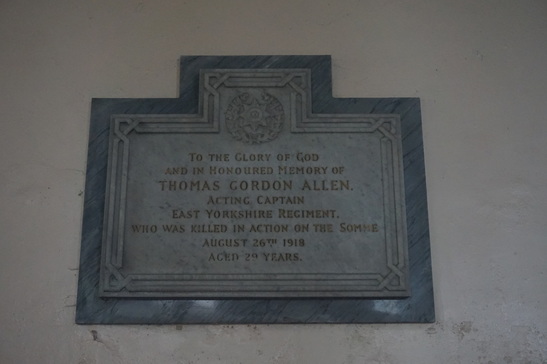 To the Glory of God
and in Honoured Memory of
THOMAS GORDON ALLEN.
Acting Captain
East Yorkshire Regiment.
who was killed in action on the Somme
August 26TH 1918
aged 29 years.